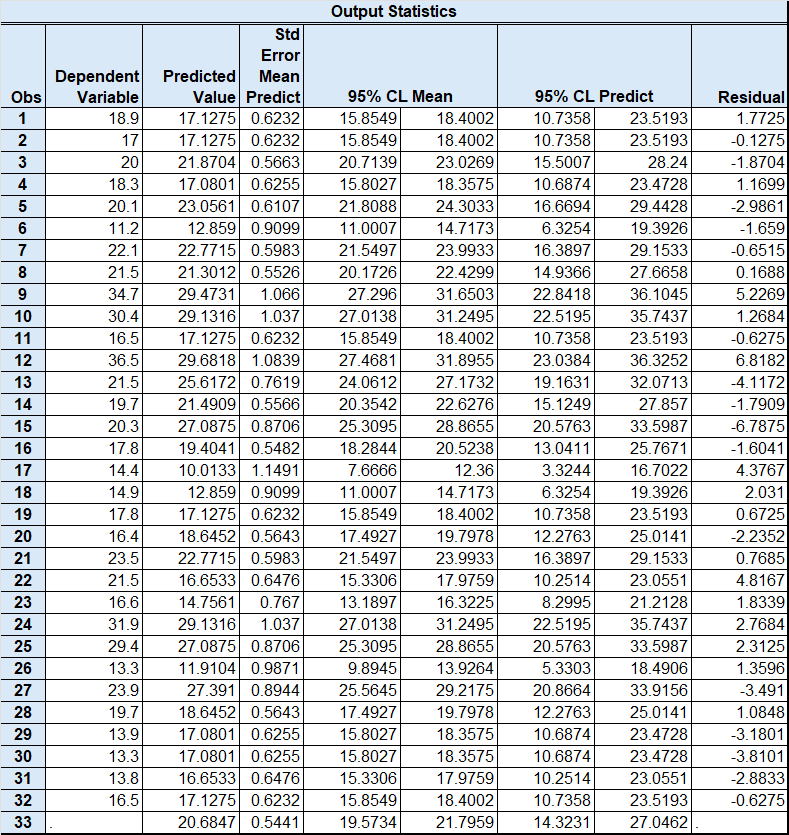 Output Statistics
Obs Dependent Variable Predicted Value Std Error Mean Predict 95% CL Mean 95% CL Predict Residual
1 18.9 17.1275 0.6232 15.8549 18.4002 10.7358 23.5193 1.7725
2 17 17.1275 0.6232 15.8549 18.4002 10.7358 23.5193 -0.1275
3 20 21.8704 0.5663 20.7139 23.0269 15.5007 28.24 -1.8704
4 18.3 17.0801 0.6255 15.8027 18.3575 10.6874 23.4728 1.1699
5 20.1 23.0561 0.6107 21.8088 24.3033 16.6694 29.4428 -2.9861
6 11.2 12.859 0.9099 11.0007 14.7173 6.3254 19.3926 -1.659
7 22.1 22.7715 0.5983 21.5497 23.9933 16.3897 29.1533 -0.6515
8 21.5 21.3012 0.5526 20.1726 22.4299 14.9366 27.6658 0.1688
9 34.7 29.4731 1.066 27.296 31.6503 22.8418 36.1045 5.2269
10 30.4 29.1316 1.037 27.0138 31.2495 22.5195 35.7437 1.2684
11 16.5 17.1275 0.6232 15.8549 18.4002 10.7358 23.5193 -0.6275
12 36.5 29.6818 1.0839 27.4681 31.8955 23.0384 36.3252 6.8182
13 21.5 25.6172 0.7619 24.0612 27.1732 19.1631 32.0713 -4.1172
14 19.7 21.4909 0.5566 20.3542 22.6276 15.1249 27.857 -1.7909
15 20.3 27.0875 0.8706 25.3095 28.8655 20.5763 33.5987 -6.7875
16 17.8 19.4041 0.5482 18.2844 20.5238 13.0411 25.7671 -1.6041
17 14.4 10.0133 1.1491 7.6666 12.36 3.3244 16.7022 4.3767
18 14.9 12.859 0.9099 11.0007 14.7173 6.3254 19.3926 2.031
19 17.8 17.1275 0.6232 15.8549 18.4002 10.7358 23.5193 0.6725
20 16.4 18.6452 0.5643 17.4927 19.7978 12.2763 25.0141 -2.2352
21 23.5 22.7715 0.5983 21.5497 23.9933 16.3897 29.1533 0.7685
22 21.5 16.6533 0.6476 15.3306 17.9759 10.2514 23.0551 4.8167
23 16.6 14.7561 0.767 13.1897 16.3225 8.2995 21.2128 1.8339
24 31.9 29.1316 1.037 27.0138 31.2495 22.5195 35.7437 2.7684
25 29.4 27.0875 0.8706 25.3095 28.8655 20.5763 33.5987 2.3125
26 13.3 11.9104 0.9871 9.8945 13.9264 5.3303 18.4906 1.3596
27 23.9 27.391 0.8944 25.5645 29.2175 20.8664 33.9156 -3.491
28 19.7 18.6452 0.5643 17.4927 19.7978 12.2763 25.0141 1.0848
29 13.9 17.0801 0.6255 15.8027 18.3575 10.6874 23.4728 -3.1801
30 13.3 17.0801 0.6255 15.8027 18.3575 10.6874 23.4728 -3.8101
31 13.8 16.6533 0.6476 15.3306 17.9759 10.2514 23.0551 -2.8833
32 16.5 17.1275 0.6232 15.8549 18.4002 10.7358 23.5193 -0.6275
33 . 20.6847 0.5441 19.5734 21.7959 14.3231 27.0462 .